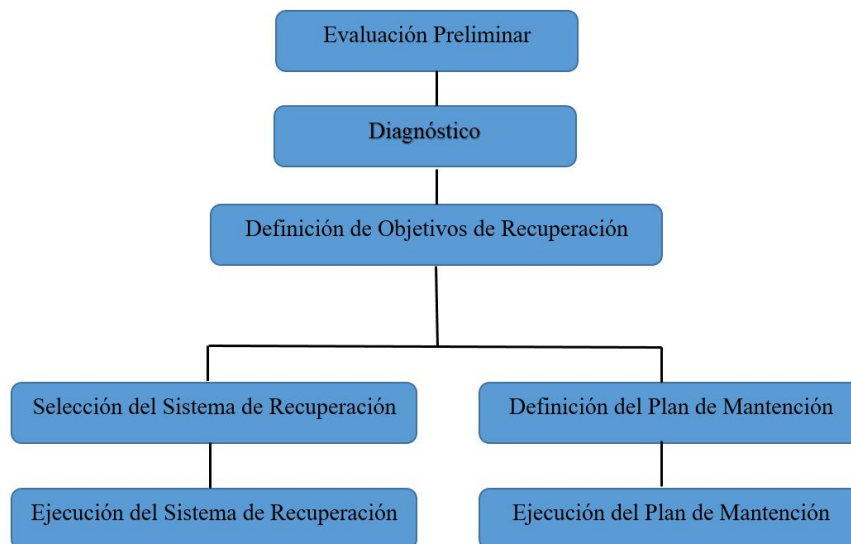 Evaluación Preliminar
Diagnóstico
Definición de Objetivos de Recuperación
Selección del Sistema de Recuperación
Definición del Plan de Mantención
Ejecución del Sistema de Recuperación
Ejecución del Plan de Mantención